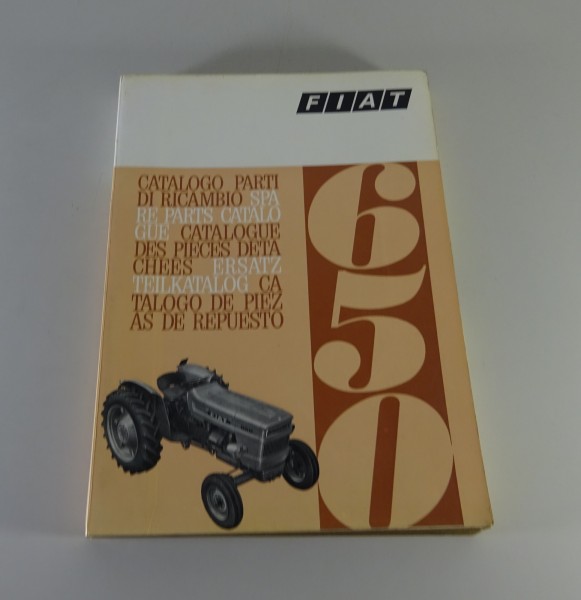 FIAT
CATALOGO PARTI
DI RICAMBIO SPA
RE PARTS CATALO
GUE CATALOGUE
DES PIECES DETA
CHEES ERSATZ
TEILKATALOG CA
TALOGO DE PIEZ
AS DE REPUESTO
650
FIAT